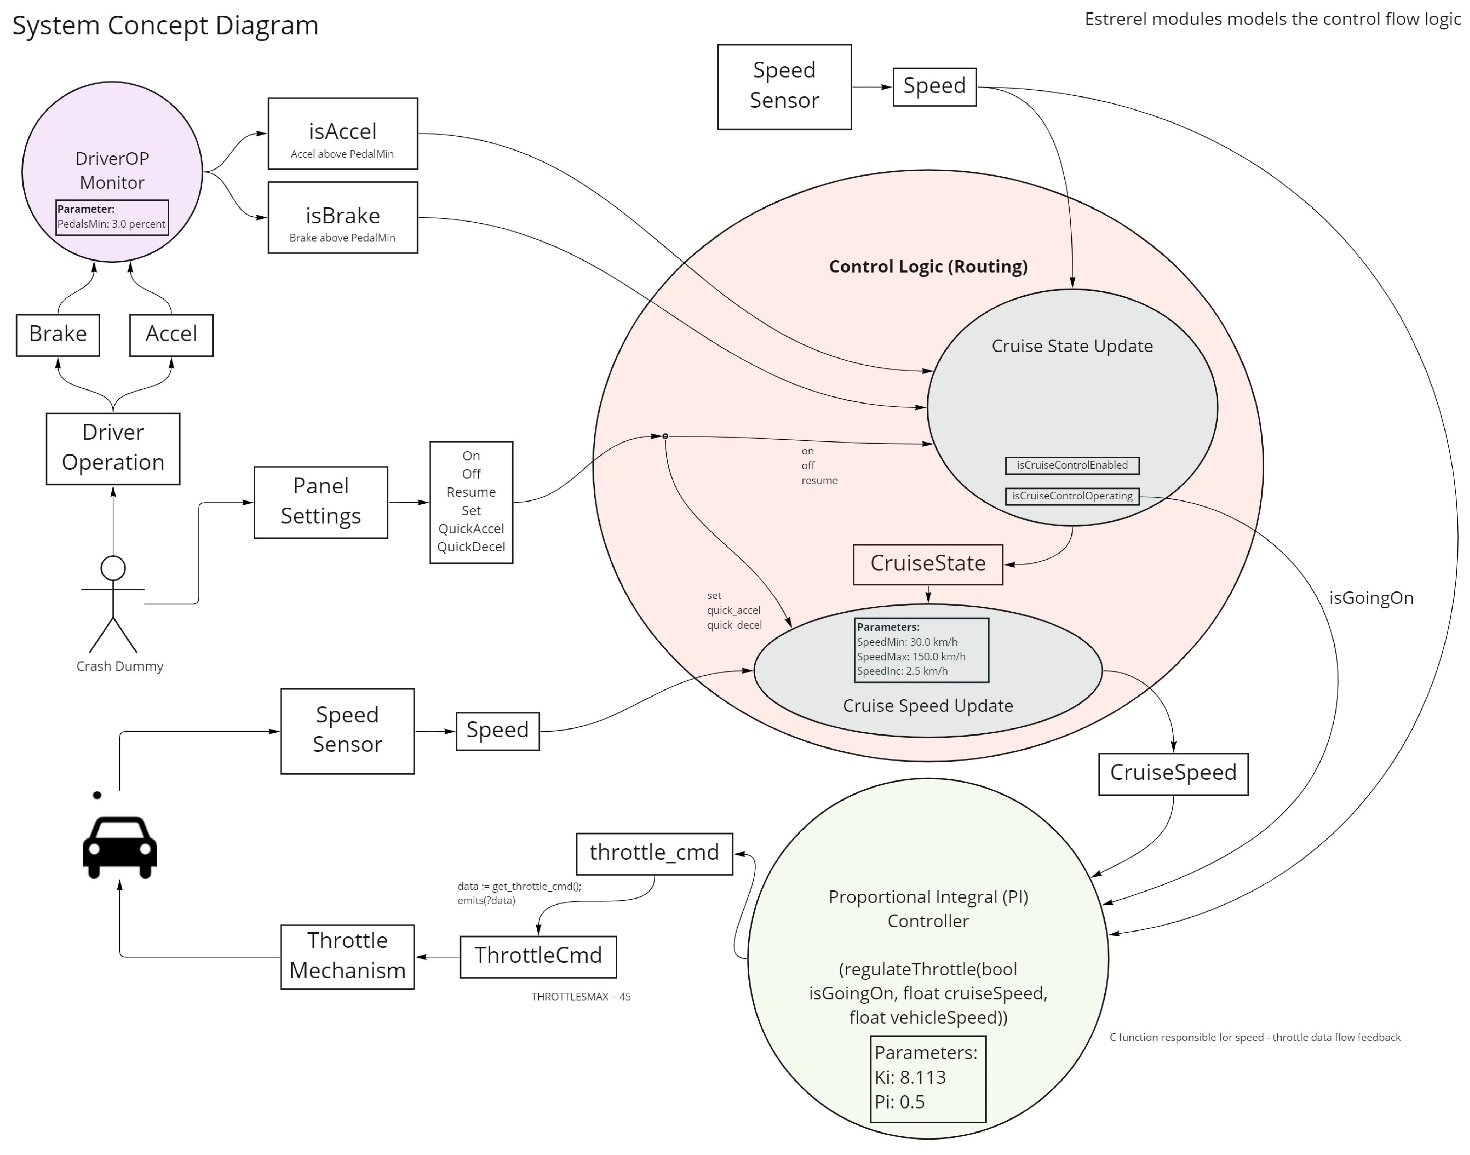 System Concept Diagram
Estrerel modules models the control flow logic
Speed
Sensor
Speed
DriverOP
Monitor
Parameter:
PedalsMin: 3.0 percent
isAccel
Accel above PedalMin
isBrake
Brake above PedalMin
Control Logic (Routing)
Brake
Accel
Cruise State Update
Driver
Operation
Panel
Settings
On
Off
Resume
Set
QuickAccel
QuickDecel
on
off
resume
isCruiseControlEnabled
isCruiseControlOperating
CruiseState
isGoingOn
set
quick_accel
quick_decel
Parameters:
SpeedMin: 30.0 km/h
SpeedMax: 150.0 km/h
SpeedInc: 2.5 km/h
Cruise Speed Update
Crash Dummy
Speed
Sensor
Speed
CruiseSpeed
throttle_cmd
data := get_throttle_cmd();
emits(?data)
Throttle
Mechanism
ThrottleCmd
THROTTLESMAX – 45
Proportional Integral (PI)
Controller
(regulateThrottle(bool
isGoingOn, float cruiseSpeed,
float vehicleSpeed))
Parameters:
Ki: 8.113
Pi: 0.5
C function responsible for speed - throttle data flow feedback